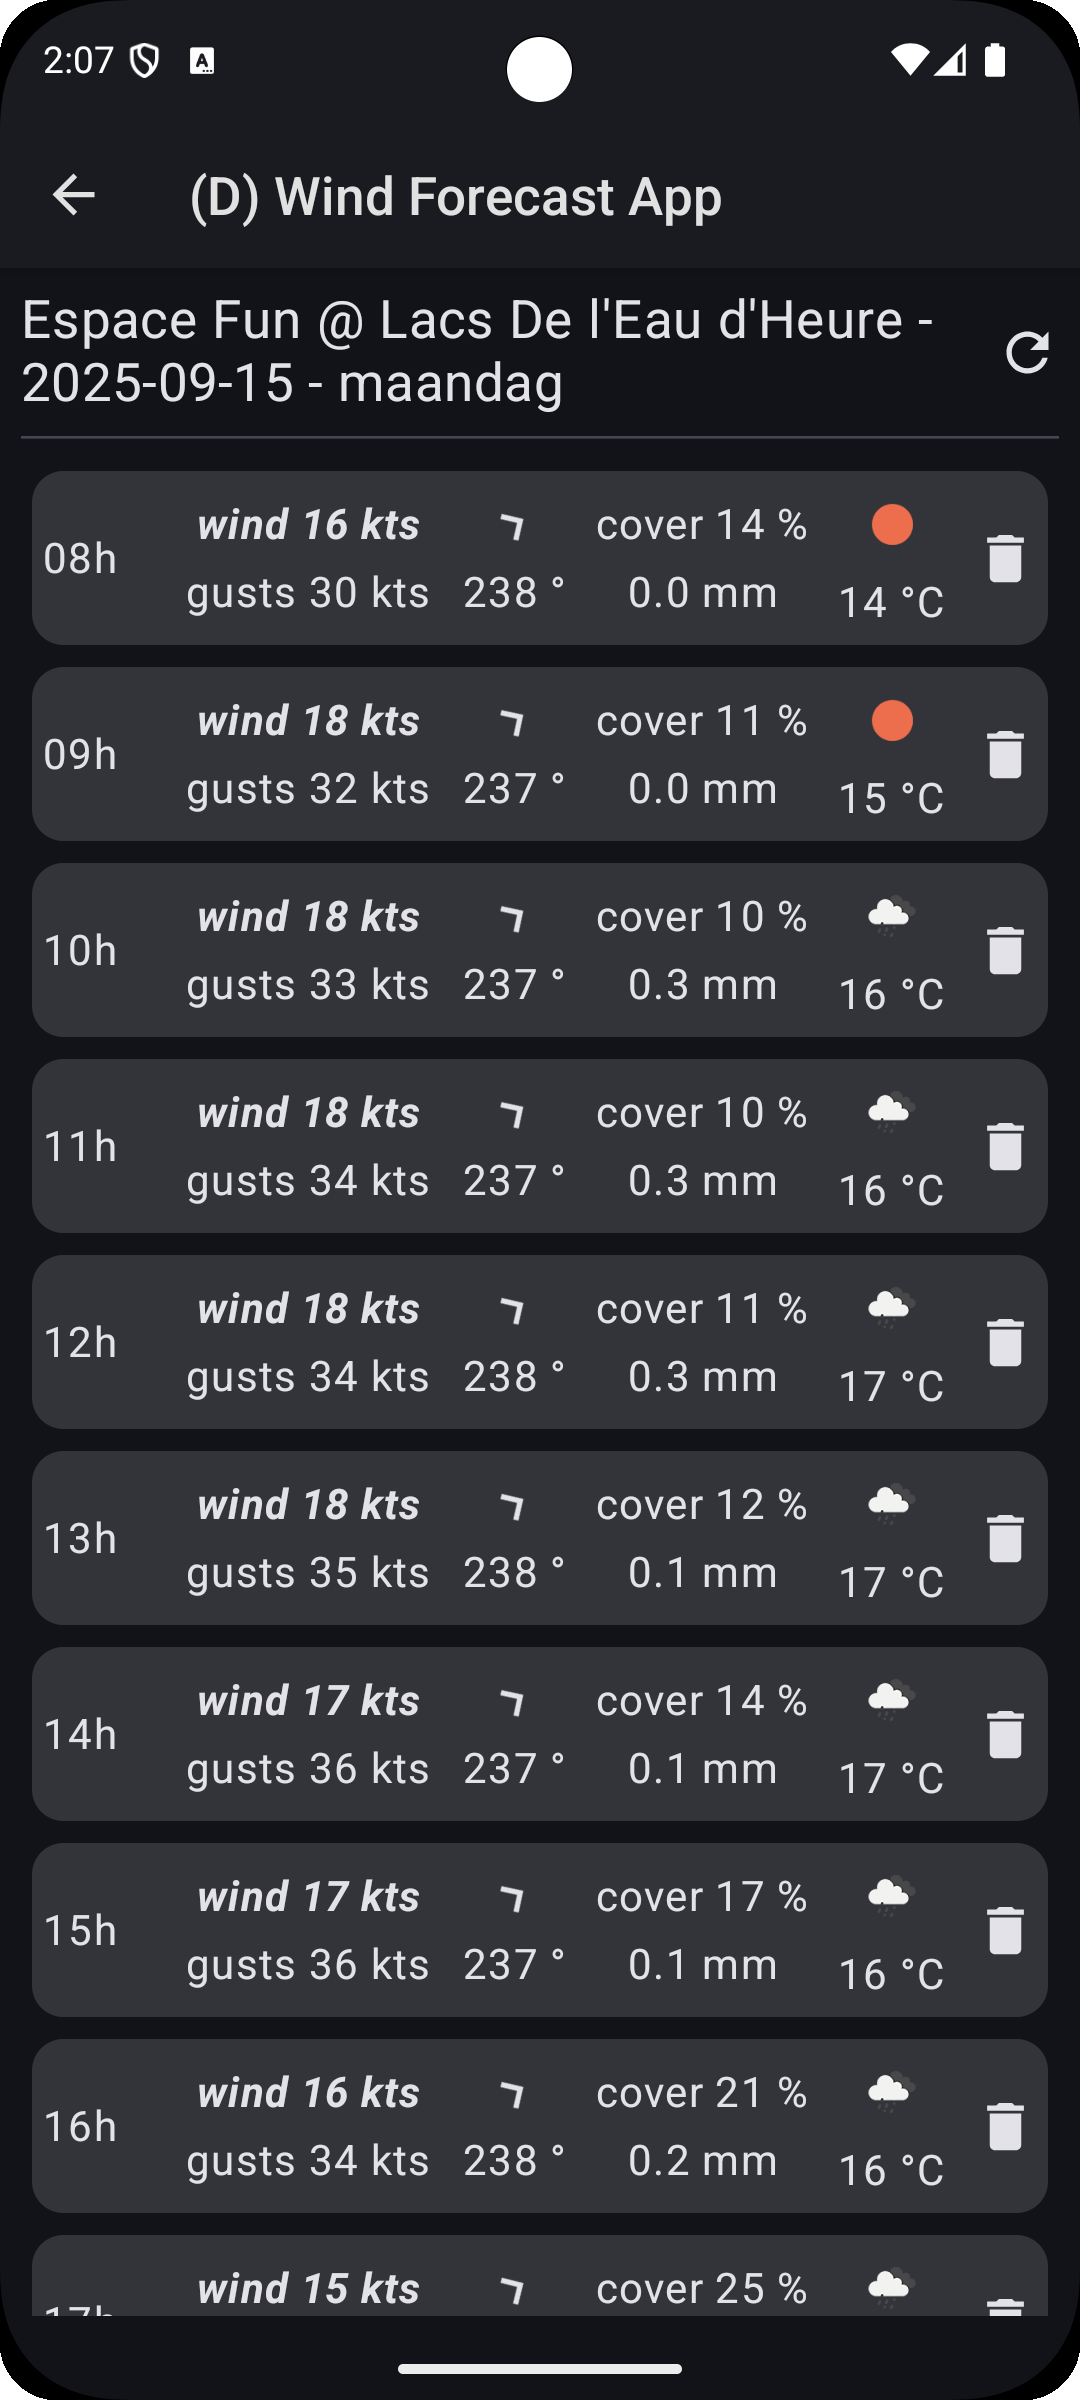 2:07
(D) Wind Forecast App
Espace Fun @ Lacs De l'Eau d'Heure -
2025-09-15 - maandag
08h
wind 16 kts
gusts 30 kts
238 °
cover 14 %
0.0 mm
14 °C
09h
wind 18 kts
gusts 32 kts
237 °
cover 11 %
0.0 mm
15 °C
10h
wind 18 kts
gusts 33 kts
237 °
cover 10 %
0.3 mm
16 °C
11h
wind 18 kts
gusts 34 kts
237 °
cover 10 %
0.3 mm
16 °C
12h
wind 18 kts
gusts 34 kts
238 °
cover 11 %
0.3 mm
17 °C
13h
wind 18 kts
gusts 35 kts
238 °
cover 12 %
0.1 mm
17 °C
14h
wind 17 kts
gusts 36 kts
237 °
cover 14 %
0.1 mm
17 °C
15h
wind 17 kts
gusts 36 kts
237 °
cover 17 %
0.1 mm
16 °C
16h
wind 16 kts
gusts 34 kts
238 °
cover 21 %
0.2 mm
16 °C
17h
wind 15 kts
cover 25 %